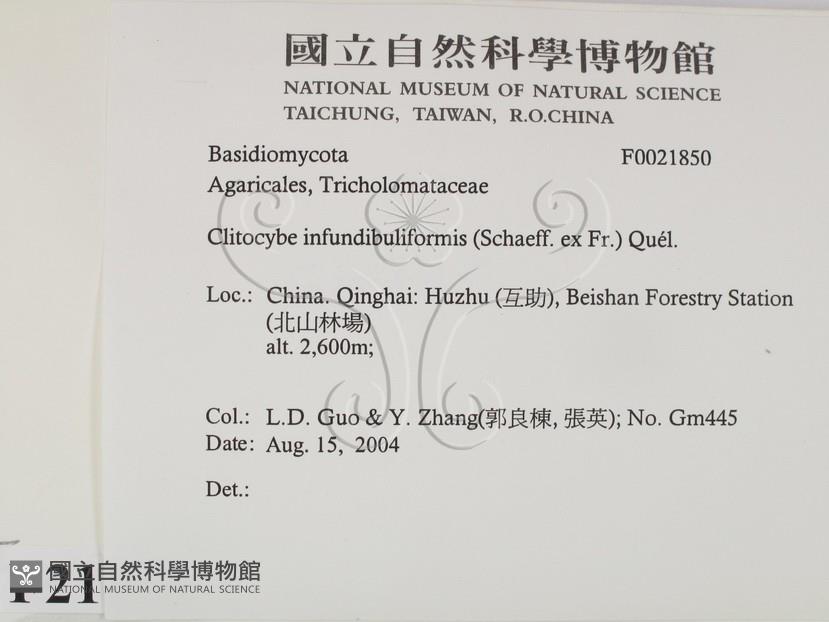 國立自然科學博物館
NATIONAL MUSEUM OF NATURAL SCIENCE
TAICHUNG, TAIWAN, R.O.CHINA
Basidiomycota F0021850
Agaricales, Tricholomataceae
Clitocybe infundibuliformis (Schaeff. ex Fr.) Quél.
Loc.: China. Qinghai: Huzhu (互助), Beishan Forestry Station
(北山林場)
alt. 2,600m;
Col.: L.D. Guo & Y. Zhang(郭良棟, 張英); No. Gm445
Date: Aug. 15, 2004
Det.:
國立自然科學博物館
NATIONAL MUSEUM OF NATURAL SCIENCE
21